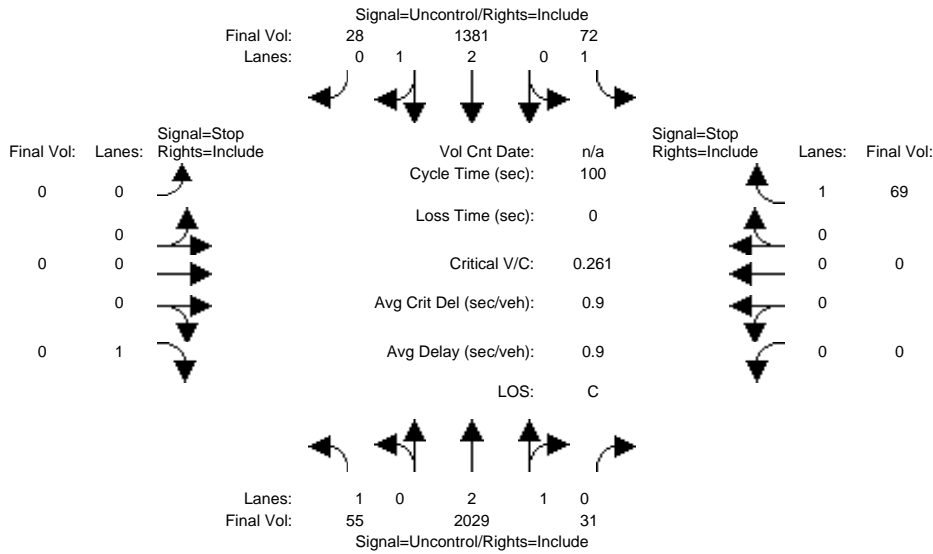 Signal=Uncontrol/Rights=Include
Final Vol: 28 1381 72
Lanes: 0 1 2 0 1
Signal=Stop Signal=Stop
Final Vol: Lanes: Rights=Include Vol Cnt Date: n/a Rights=Include Lanes: Final Vol:
Cycle Time (sec): 100
0 0 1 69
Loss Time (sec): 0
0 0
0 0 Critical V/C: 0.261 0 0
0 Avg Crit Del (sec/veh): 0.9 0
0 1 Avg Delay (sec/veh): 0.9 0 0
LOS: C
Lanes: 1 0 2 1 0
Final Vol: 55 2029 31
Signal=Uncontrol/Rights=Include